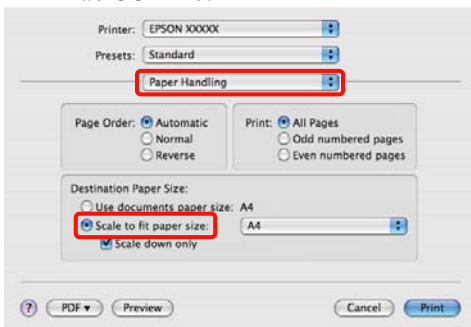 Printer: EPSON XXXXX
Presets: Standard
Paper Handling
Page Order: Automatic Print: All Pages
Normal Odd numbered pages
Reverse Even numbered pages
Destination Paper Size:
Use documents paper size: A4
Scale to fit paper size: A4
Scale down only
? PDF ▼ Preview Cancel Print